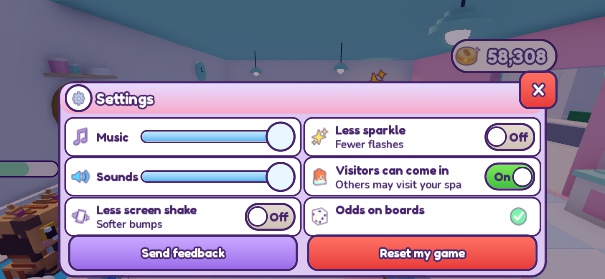 58,308
Settings
Music
Less sparkle
Fewer flashes
Off
Sounds
Visitors can come in
Others may visit your spa
On
Less screen shake
Softer bumps
Off
Odds on boards
Send feedback
Reset my game